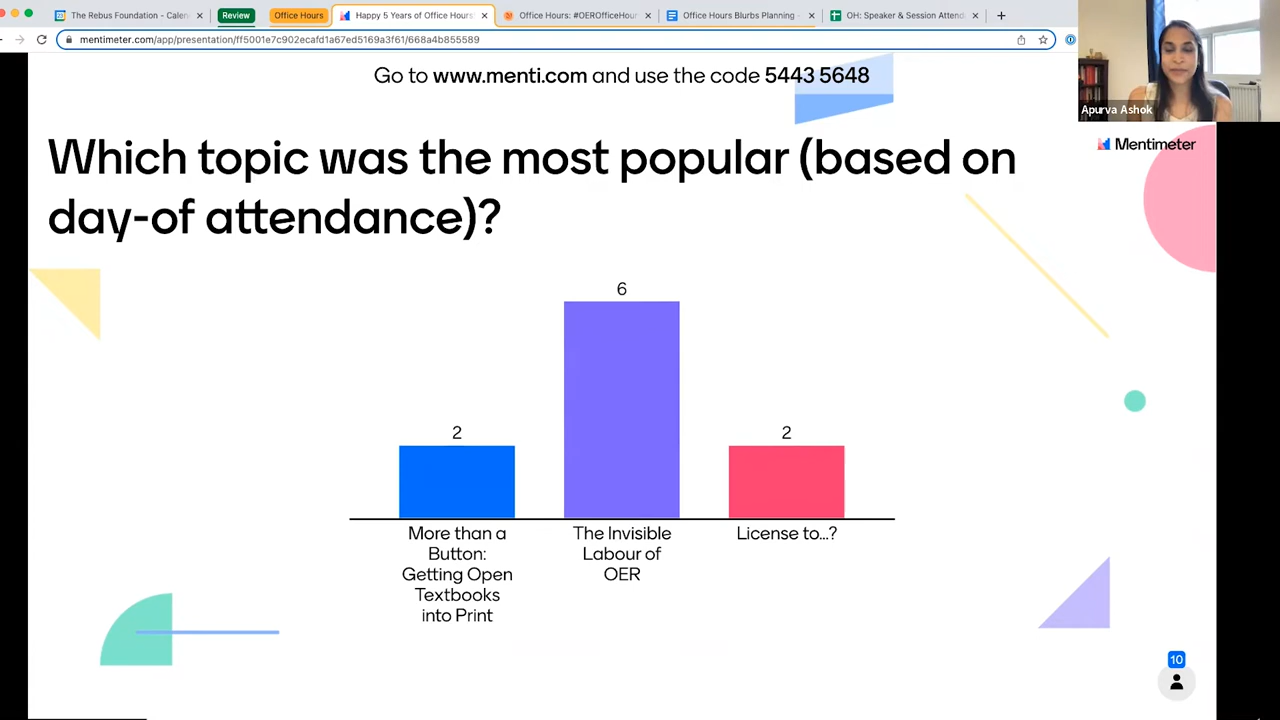 The Rebus Foundation - Calen
Review
Office Hours
Happy 5 Years of Office Hours
Office Hours: #OEROfficeHour
Office Hours Blurbs Planning -
OH: Speaker & Session Attend
mentimeter.com/app/presentation/ff5001e7c902ecafd1a67ed5169a3f61/668a4b855589
Go to www.menti.com and use the code 5443 5648
Apurva Ashok
Mentimeter
Which topic was the most popular (based on
day-of attendance)?
6
2
2
More than a
Button:
Getting Open
Textbooks
into Print
The Invisible
Labour of
OER
License to...?
10